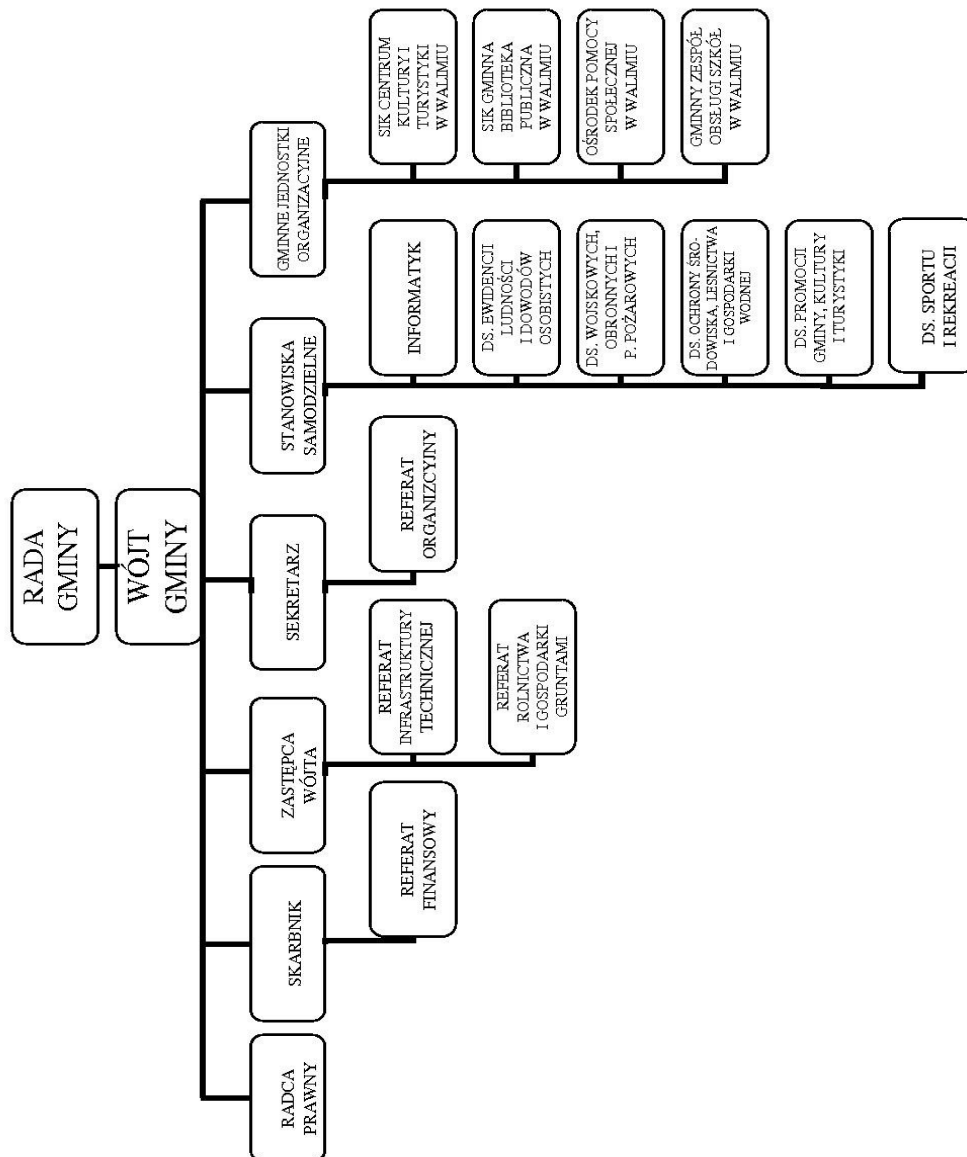 RADA
GMINY
WÓJT
GMINY
RADCA
PRAWNY
SKARBNIK
REFERAT
FINANSOWY
ZASTĘPCA
WÓJTA
REFERAT
INFRASTRUKTURY
TECHNICZNEJ
REFERAT
ROLNICTWA
I GOSPODARKI
GRUNTAMI
SEKRETARZ
REFERAT
ORGANIZCYJNY
STANOWISKA
SAMODZIELNE
INFORMATYK
DS. EWIDENCJI
LUDNOŚCI
I DOWODÓW
OSOBISTYCH
DS. WOJSKOWYCH,
OBRONNYCH I
P. POŻAROWYCH
DS. OCHRONY ŚRO-
DOWISKA, LESNICTWA
I GOSPODARKI
WODNEJ
DS. PROMOCJI
GMINY, KULTURY
I TURYSTYKI
DS. SPORTU
I REKREACJI
GMINNE JEDNOSTKI
ORGANIZACYJNE
SIK CENTRUM
KULTURY I
TURYSTYKI
W WALIMIU
SIK GMINNA
BIBLIOTEKA
PUBLICZNA
W WALIMIU
OŚRODEK POMOCY
SPOŁECZNEJ
W WALIMIU
GMINNY ZESPÓŁ
OBSŁUGI SZKÓŁ
W WALIMIU